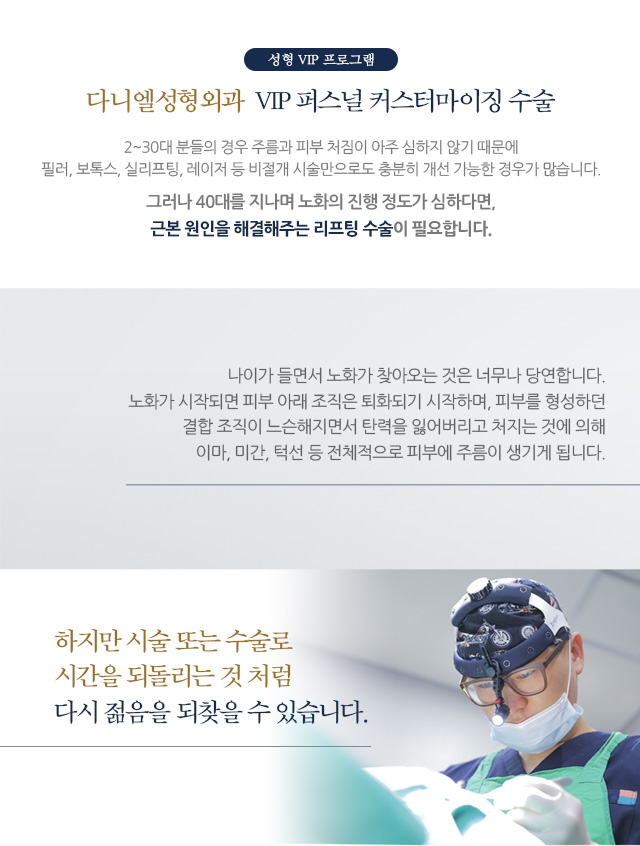 성형 VIP 프로그램
다니엘성형외과 VIP 퍼스널 커스터마이징 수술
2~30대 분들의 경우 주름과 피부 처짐이 아주 심하지 않기 때문에
필러, 보톡스, 실리프팅, 레이저 등 비절개 시술만으로도 충분히 개선 가능한 경우가 많습니다.
그러나 40대를 지나며 노화의 진행 정도가 심하다면,
근본 원인을 해결해주는 리프팅 수술이 필요합니다.
나이가 들면서 노화가 찾아오는 것은 너무나 당연합니다.
노화가 시작되면 피부 아래 조직은 퇴화되기 시작하며, 피부를 형성하던
결합 조직이 느슨해지면서 탄력을 잃어버리고 처지는 것에 의해
이마, 미간, 턱선 등 전체적으로 피부에 주름이 생기게 됩니다.
하지만 시술 또는 수술로
시간을 되돌리는 것 처럼
다시 젊음을 되찾을 수 있습니다.